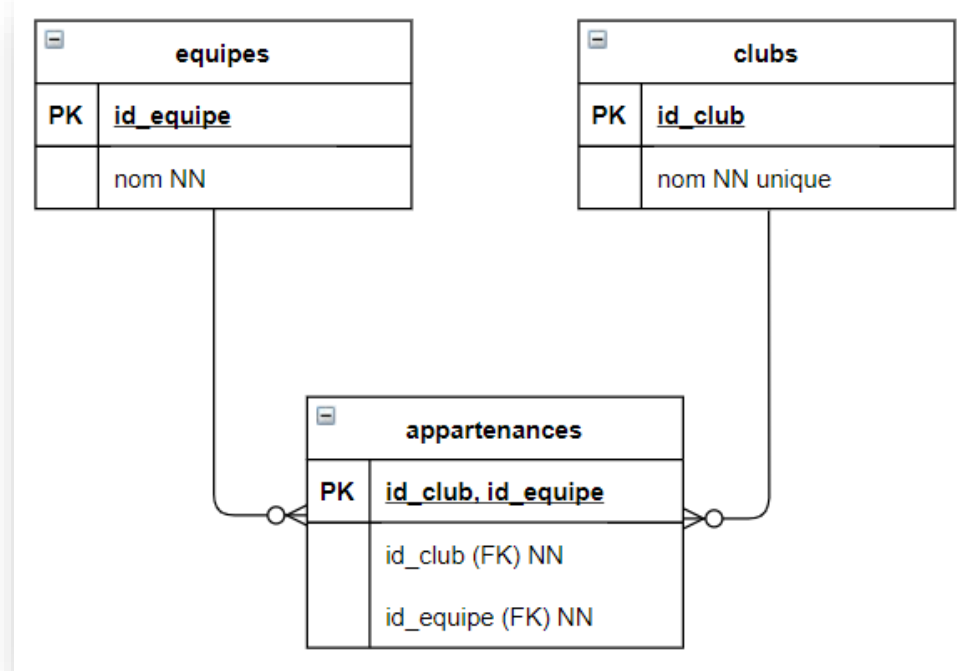 equipes
PK id_equipe
nom NN
clubs
PK id_club
nom NN unique
appartenances
PK id_club, id_equipe
id_club (FK) NN
id_equipe (FK) NN